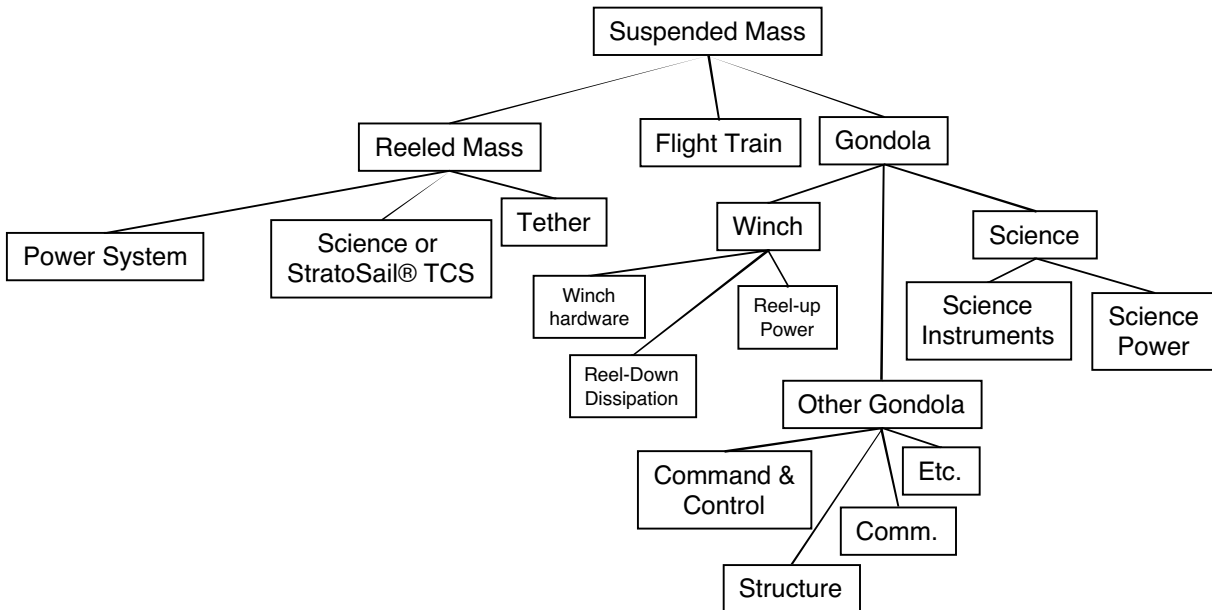 Suspended Mass
Reeled Mass
Flight Train
Gondola
Power System
Science or
StratoSail® TCS
Tether
Winch
Science
Winch
hardware
Reel-up
Power
Reel-Down
Dissipation
Science
Instruments
Science
Power
Other Gondola
Command &
Control
Etc.
Comm.
Structure